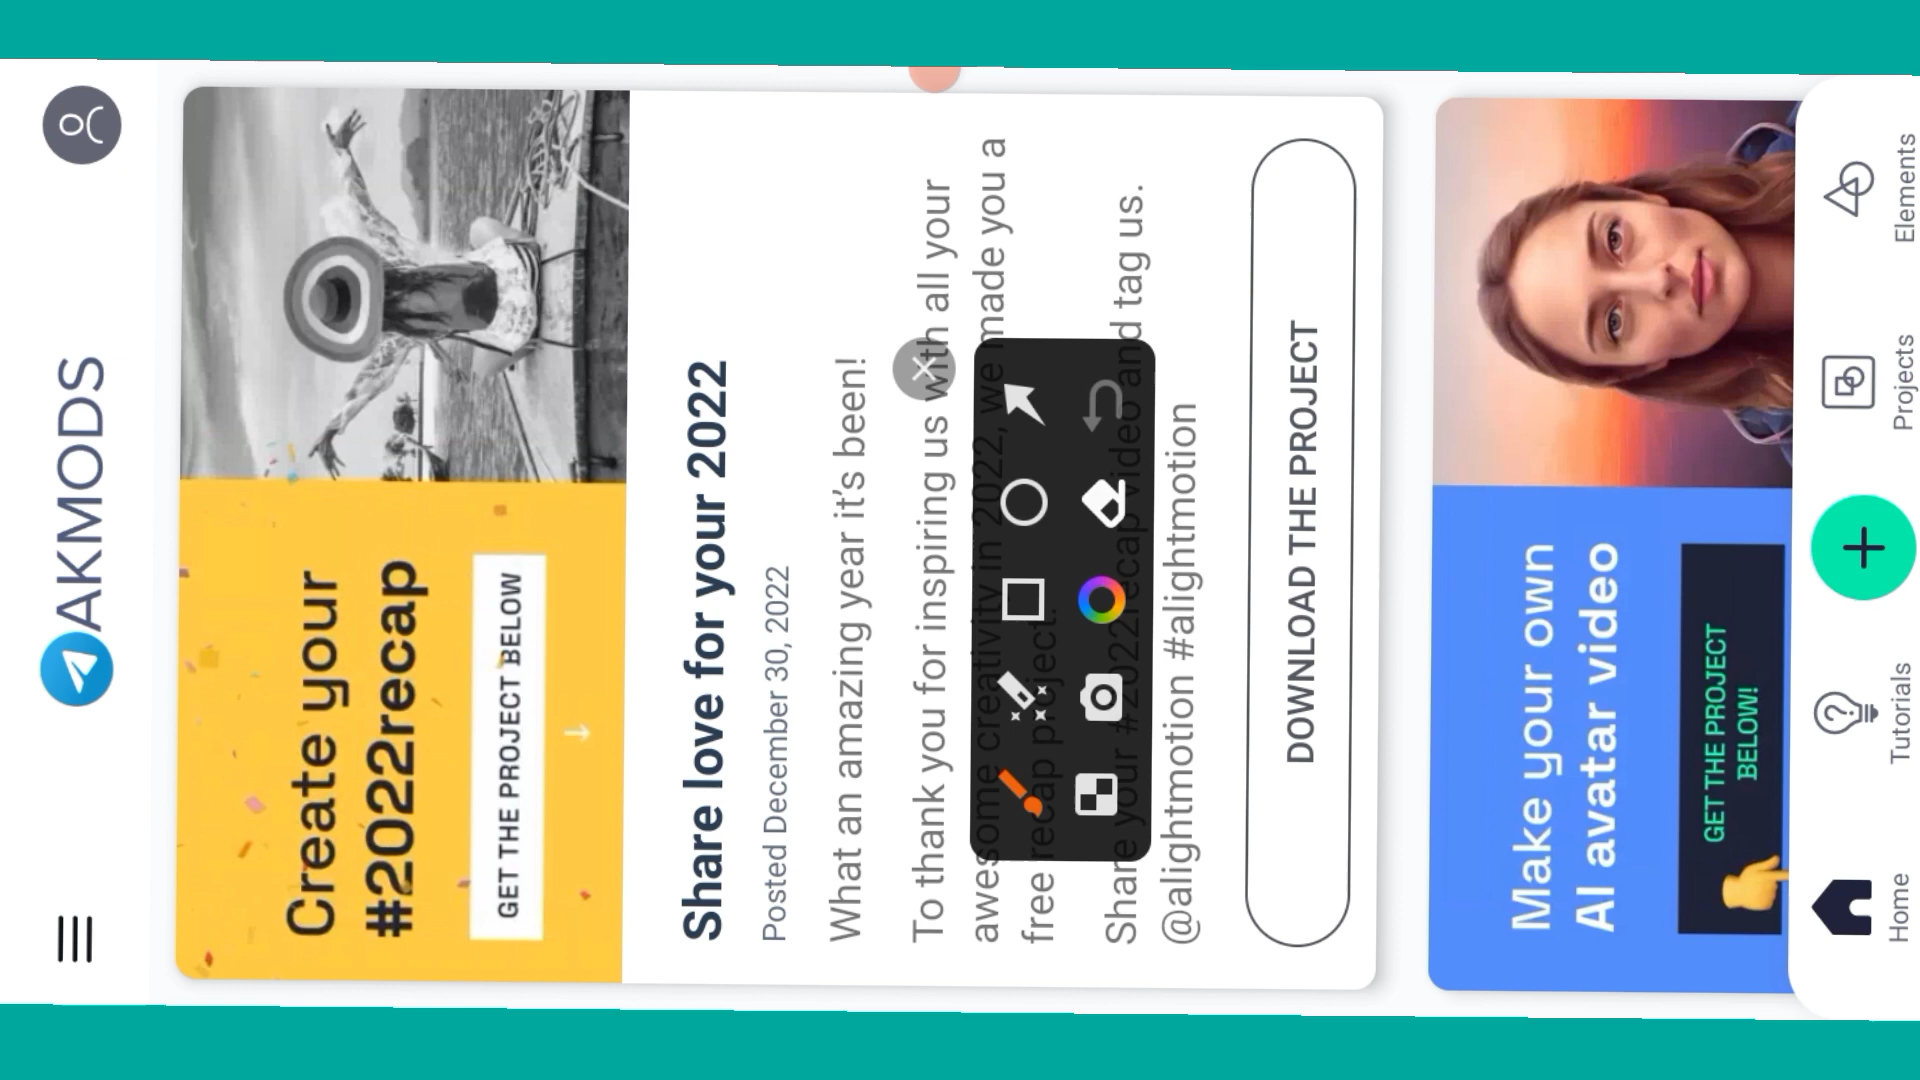 AKMODS
Create your
#2022recap
GET THE PROJECT BELOW
Share love for your 2022
Posted December 30, 2022
What an amazing year it's been!
To thank you for inspiring us with all your
awesome creativity in 2022, we made you a
free recap project!
Share your #2022recap video and tag us.
@alightmotion #alightmotion
DOWNLOAD THE PROJECT
Make your own
AI avatar video
GET THE PROJECT
BELOW!
Home
Tutorials
Projects
Elements